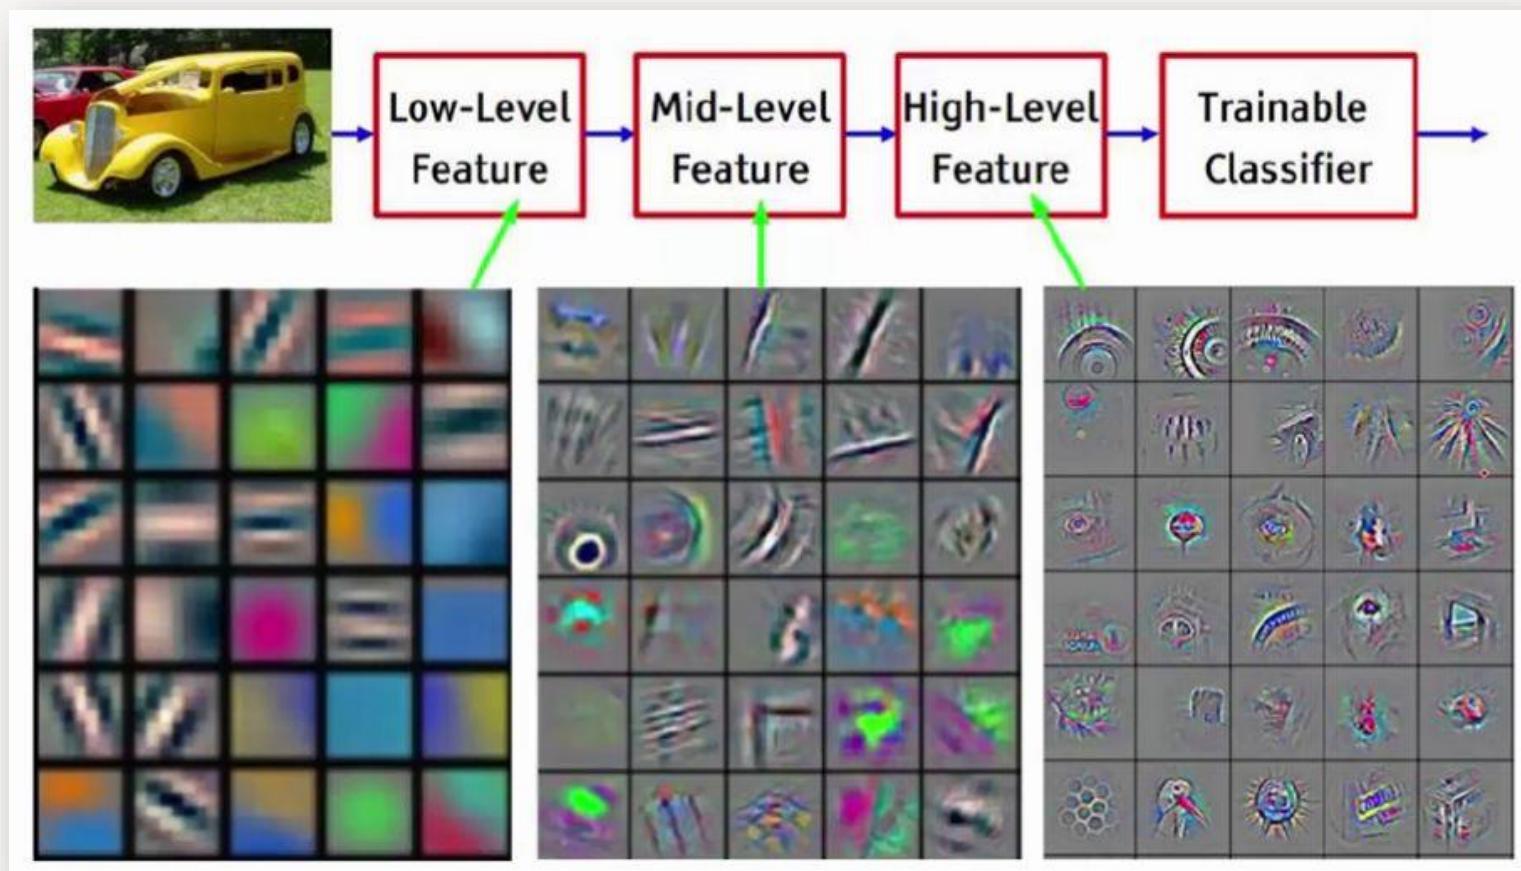 Low-Level
Feature
Mid-Level
Feature
High-Level
Feature
Trainable
Classifier